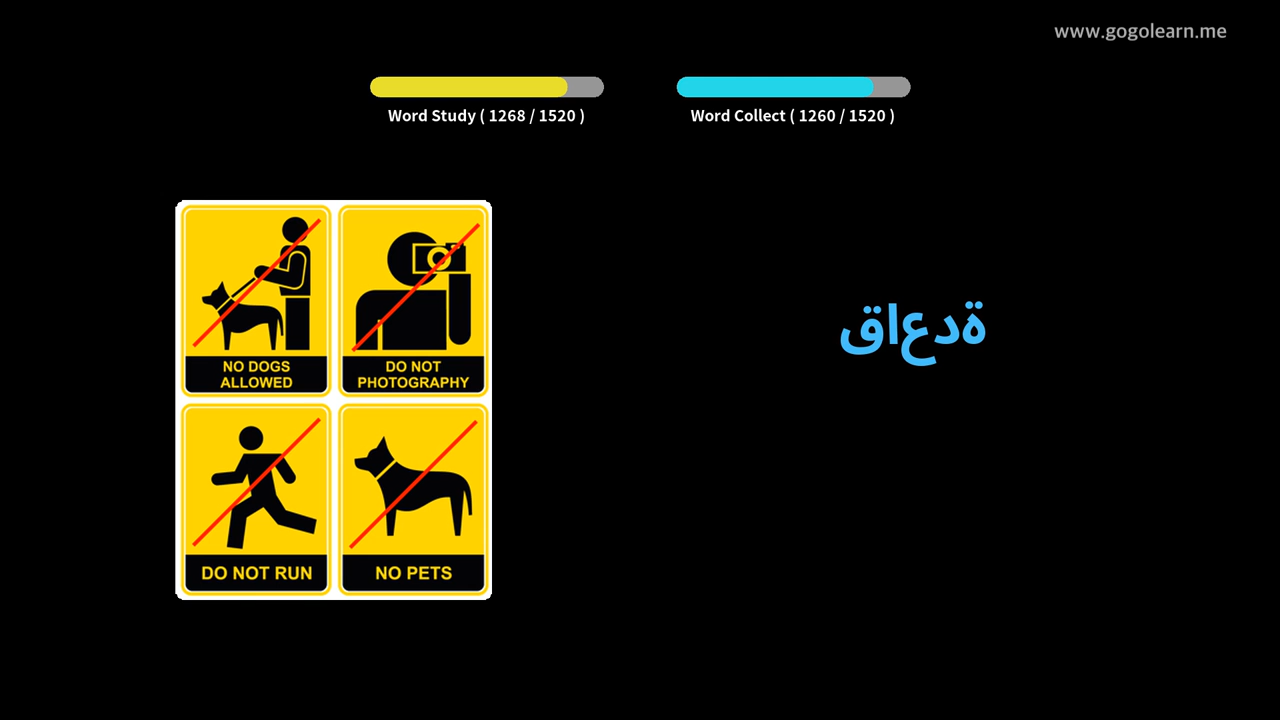 www.gogolearn.me
Word Study ( 1268 / 1520 )
Word Collect ( 1260 / 1520 )
NO DOGS
ALLOWED
DO NOT
PHOTOGRAPHY
DO NOT RUN
NO PETS
قاعدة